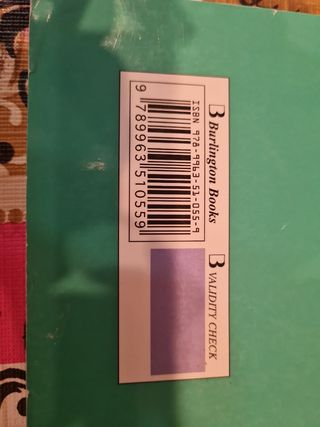 B Burlington Books
ISBN 978-9963-51-055-9
9 789963 510559
B VALIDITY CHECK